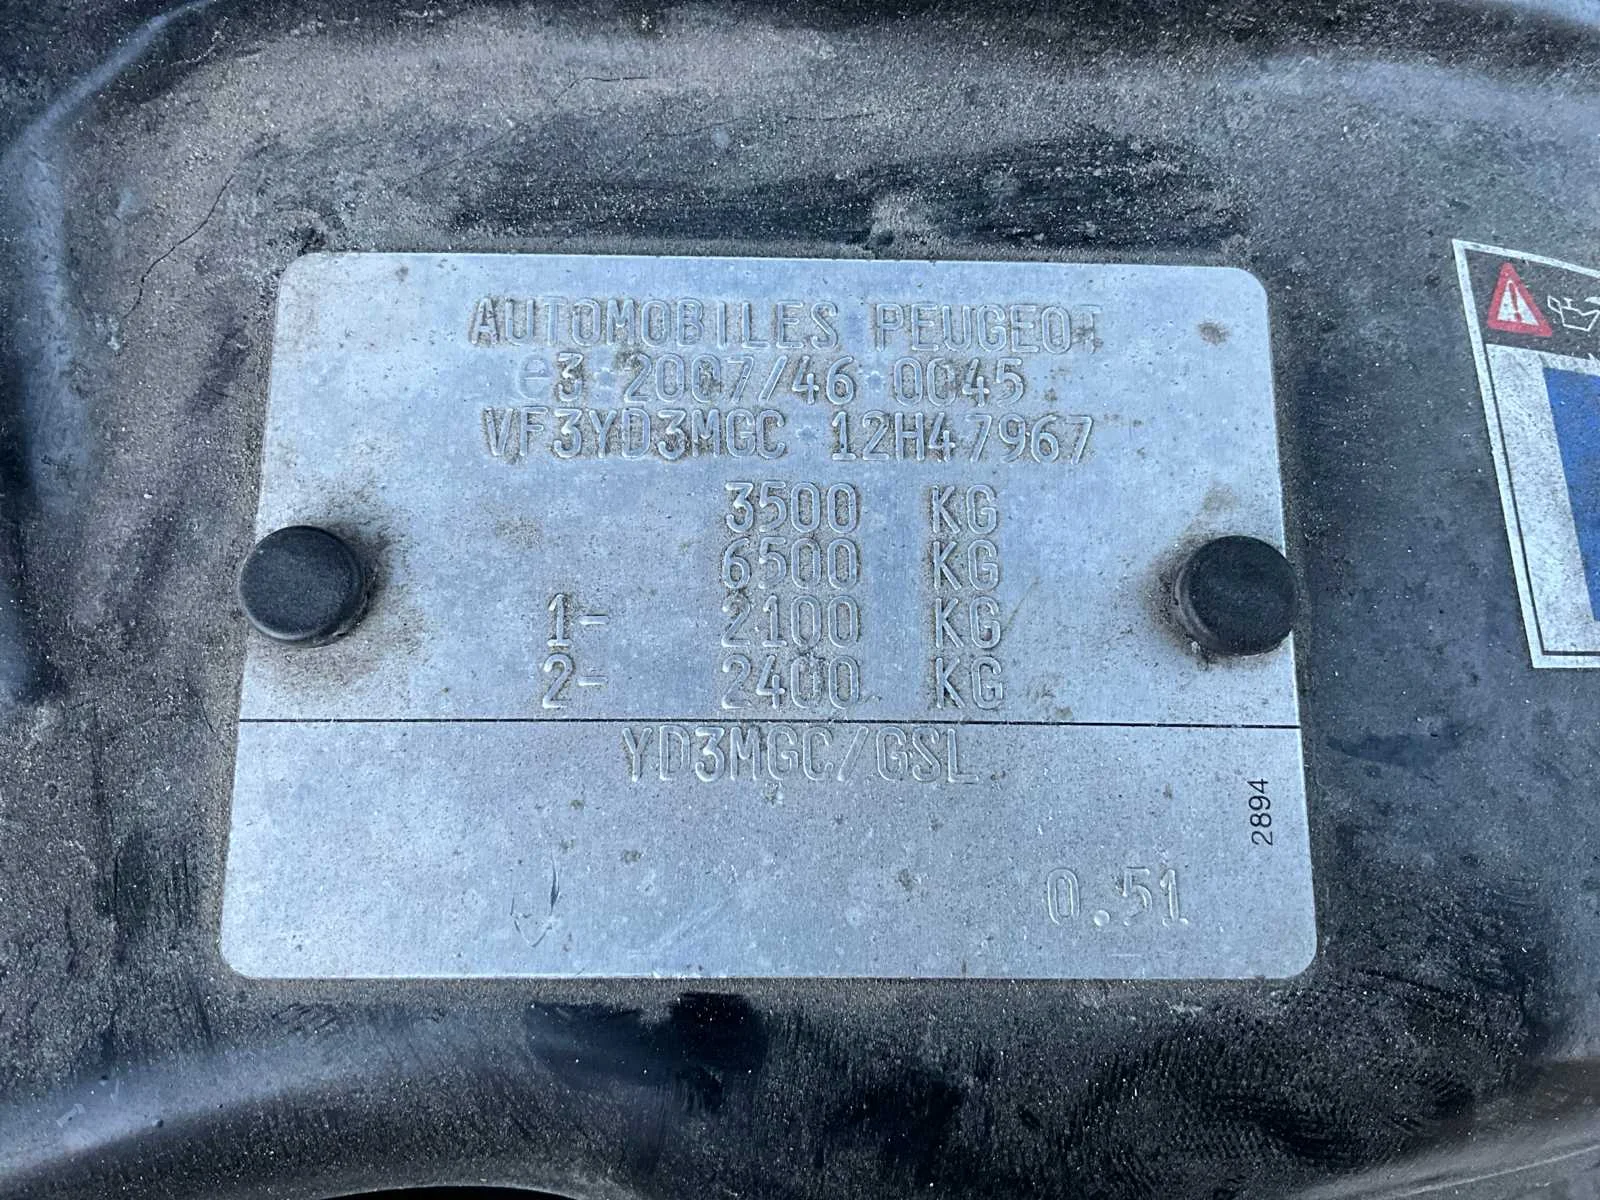 AUTOMOBILES PEUGEOT
e3*2007/46*0045
VF3YD3MGC*12H47967
3500 KG
6500 KG
1- 2100 KG
2- 2400 KG
YD3MGC/GSL
2894
0.51